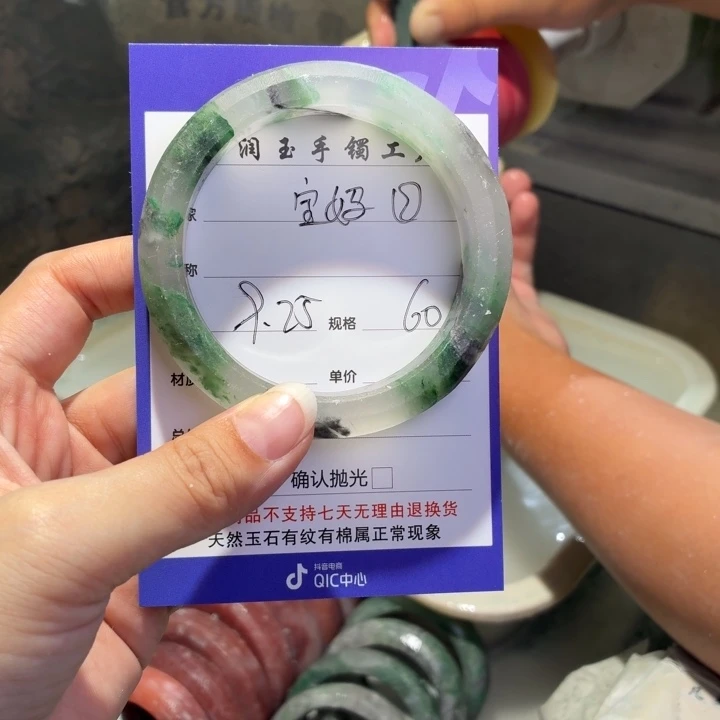 润玉手镯工
家 宝妈 ②
称
8.25 规格 60
材 单价
确认抛光
品不支持七天无理由退换货
天然玉石有纹有棉属正常现象
抖音电商
QIC中心